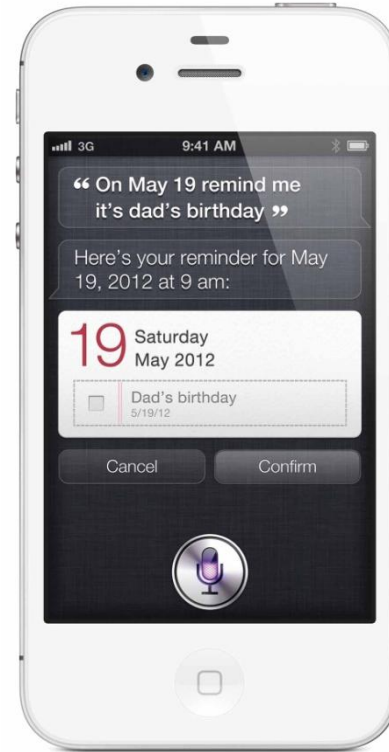 3G 9:41 AM
“ On May 19 remind me
it’s dad’s birthday ”
Here’s your reminder for May
19, 2012 at 9 am:
19 Saturday
May 2012
Dad’s birthday
5/19/12
Cancel Confirm